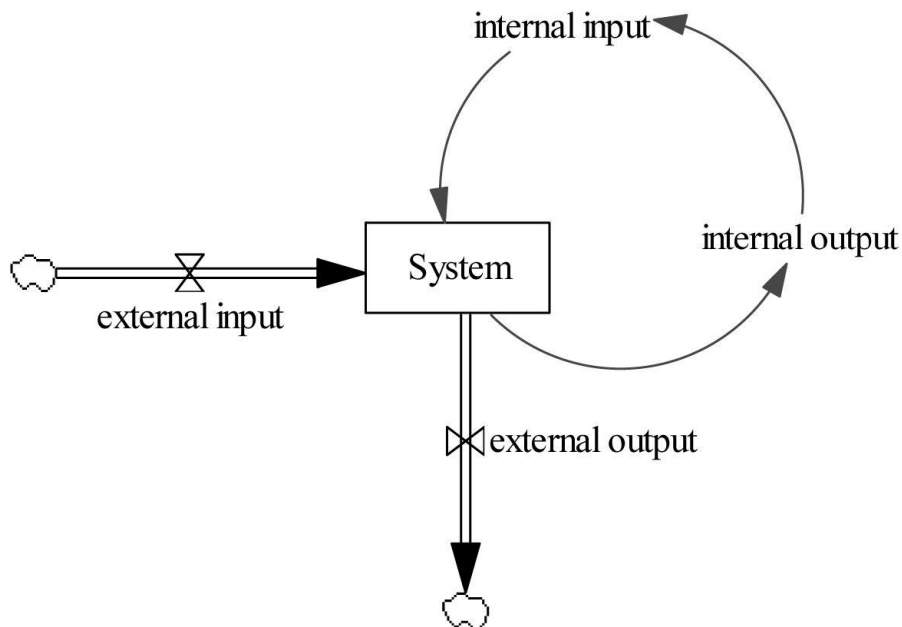 internal input
internal output
System
external input
external output